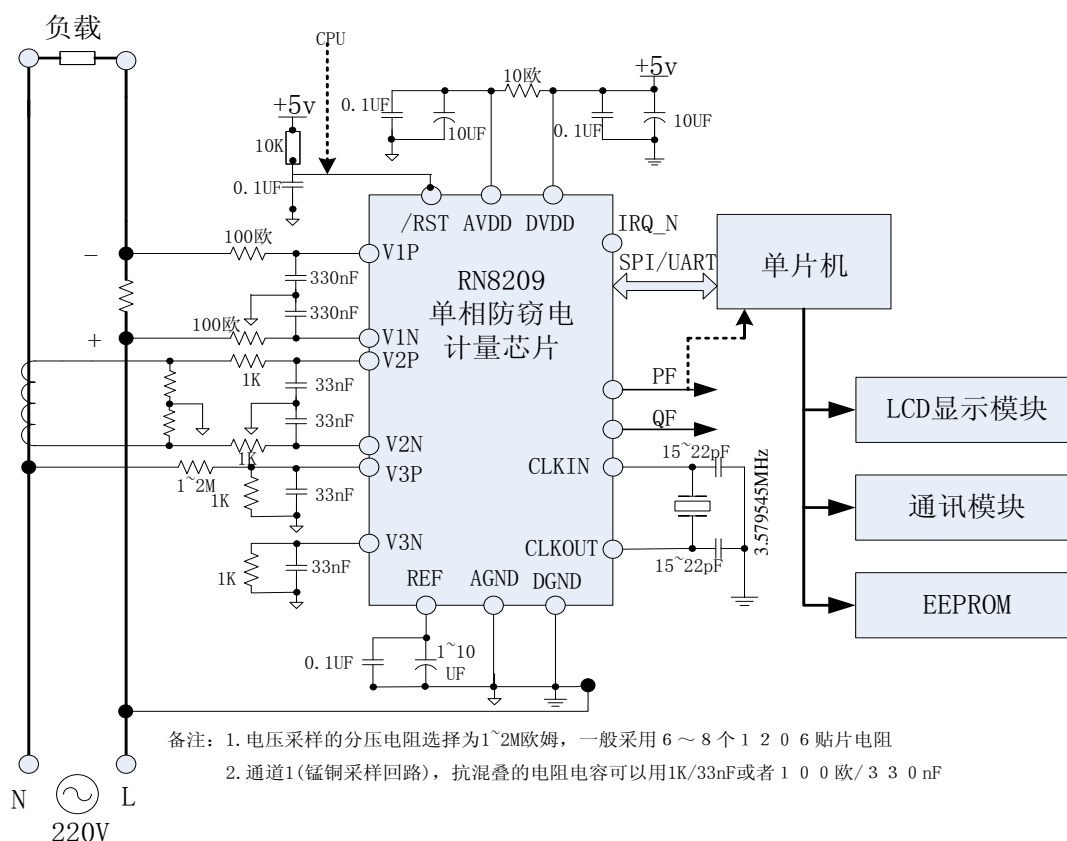 负载
CPU
+5v
10K
0.1UF
0.1UF
10UF
10欧
+5v
0.1UF
10UF
/RST
AVDD
DVDD
IRQ_N
SPI/UART
单片机
RN8209
单相防窃电
计量芯片
−
100欧
V1P
330nF
330nF
+
100欧
V1N
V2P
1K
33nF
33nF
1K
V2N
V3P
1~2M
1K
33nF
V3N
1K
33nF
PF
QF
CLKIN
15~22pF
3.579545MHz
CLKOUT
15~22pF
REF
AGND
DGND
0.1UF
1~10
UF
LCD显示模块
通讯模块
EEPROM
备注: 1.电压采样的分压电阻选择为1~2M欧姆，一般采用６～８个１２０６贴片电阻
2.通道1(锰铜采样回路)，抗混叠的电阻电容可以用1K/33nF或者１００欧/３３０nF
N
L
220V